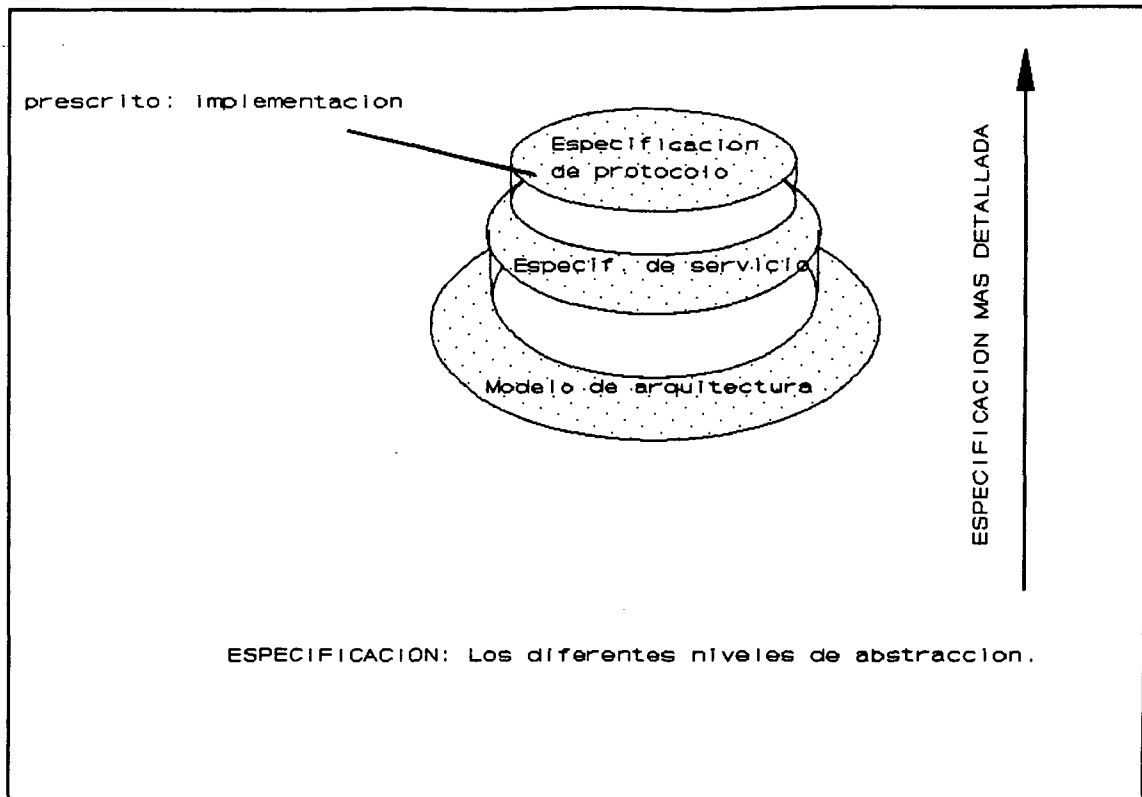 prescrito: implementacion
Especificacion
de protocolo
Especif. de servicio
Modelo de arquitectura
ESPECIFICACION MAS DETALLADA
ESPECIFICACION: Los diferentes niveles de abstraccion.